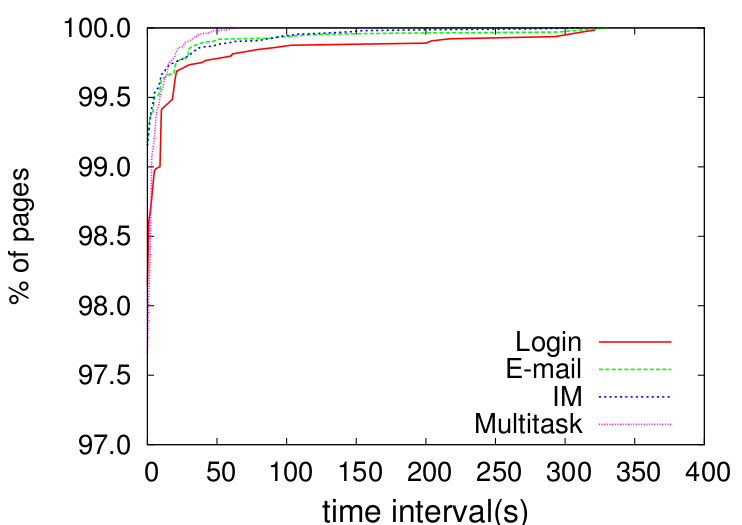 100.0
99.5
99.0
98.5
98.0
97.5
97.0
% of pages
Login
E-mail
IM
Multitask
0 50 100 150 200 250 300 350 400
time interval(s)